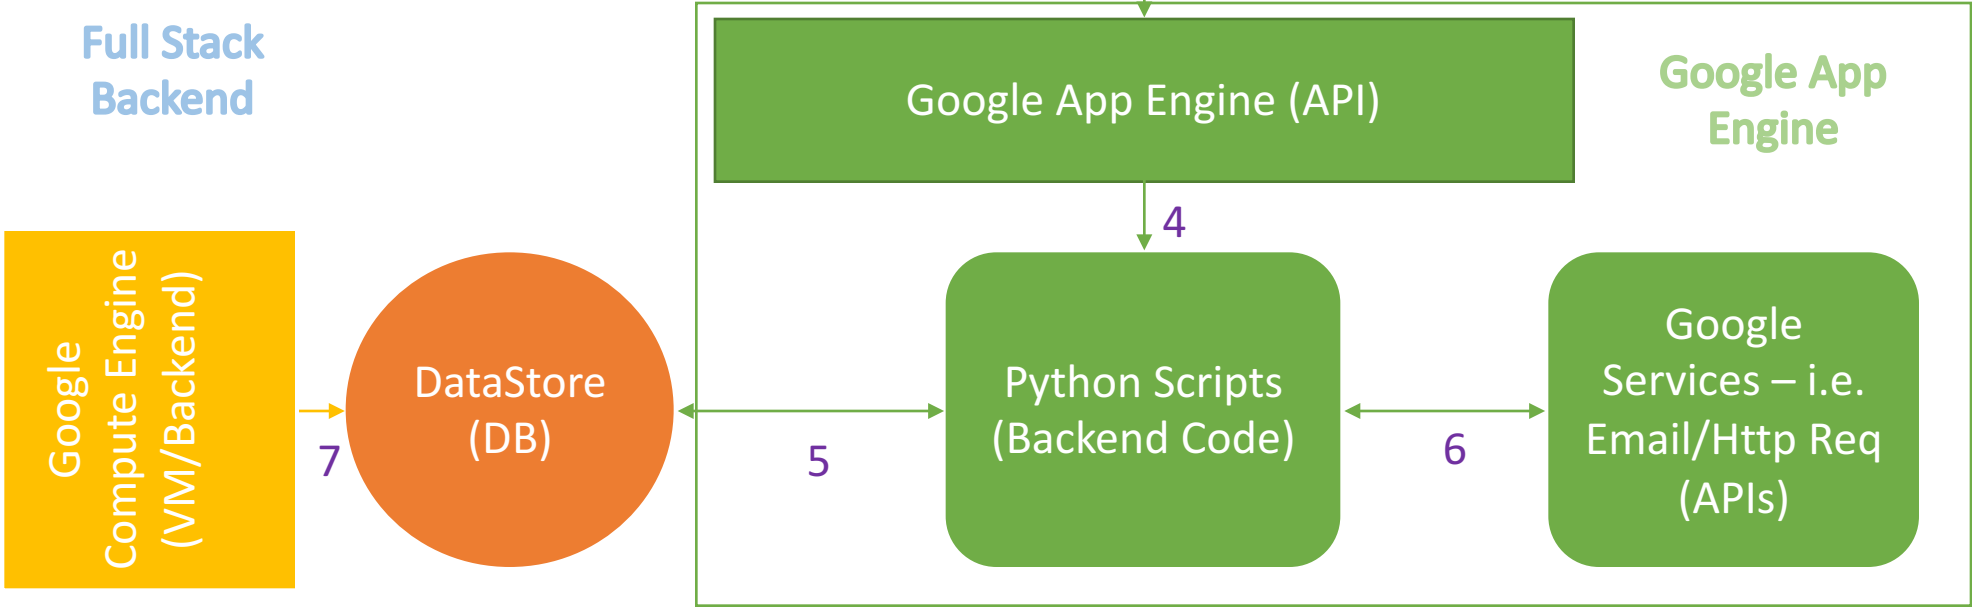 Full Stack
Backend
Google App Engine (API)
Google App
Engine
4
Google
Compute Engine
(VM/Backend)
7
DataStore
(DB)
5
Python Scripts
(Backend Code)
6
Google
Services – i.e.
Email/Http Req
(APIs)